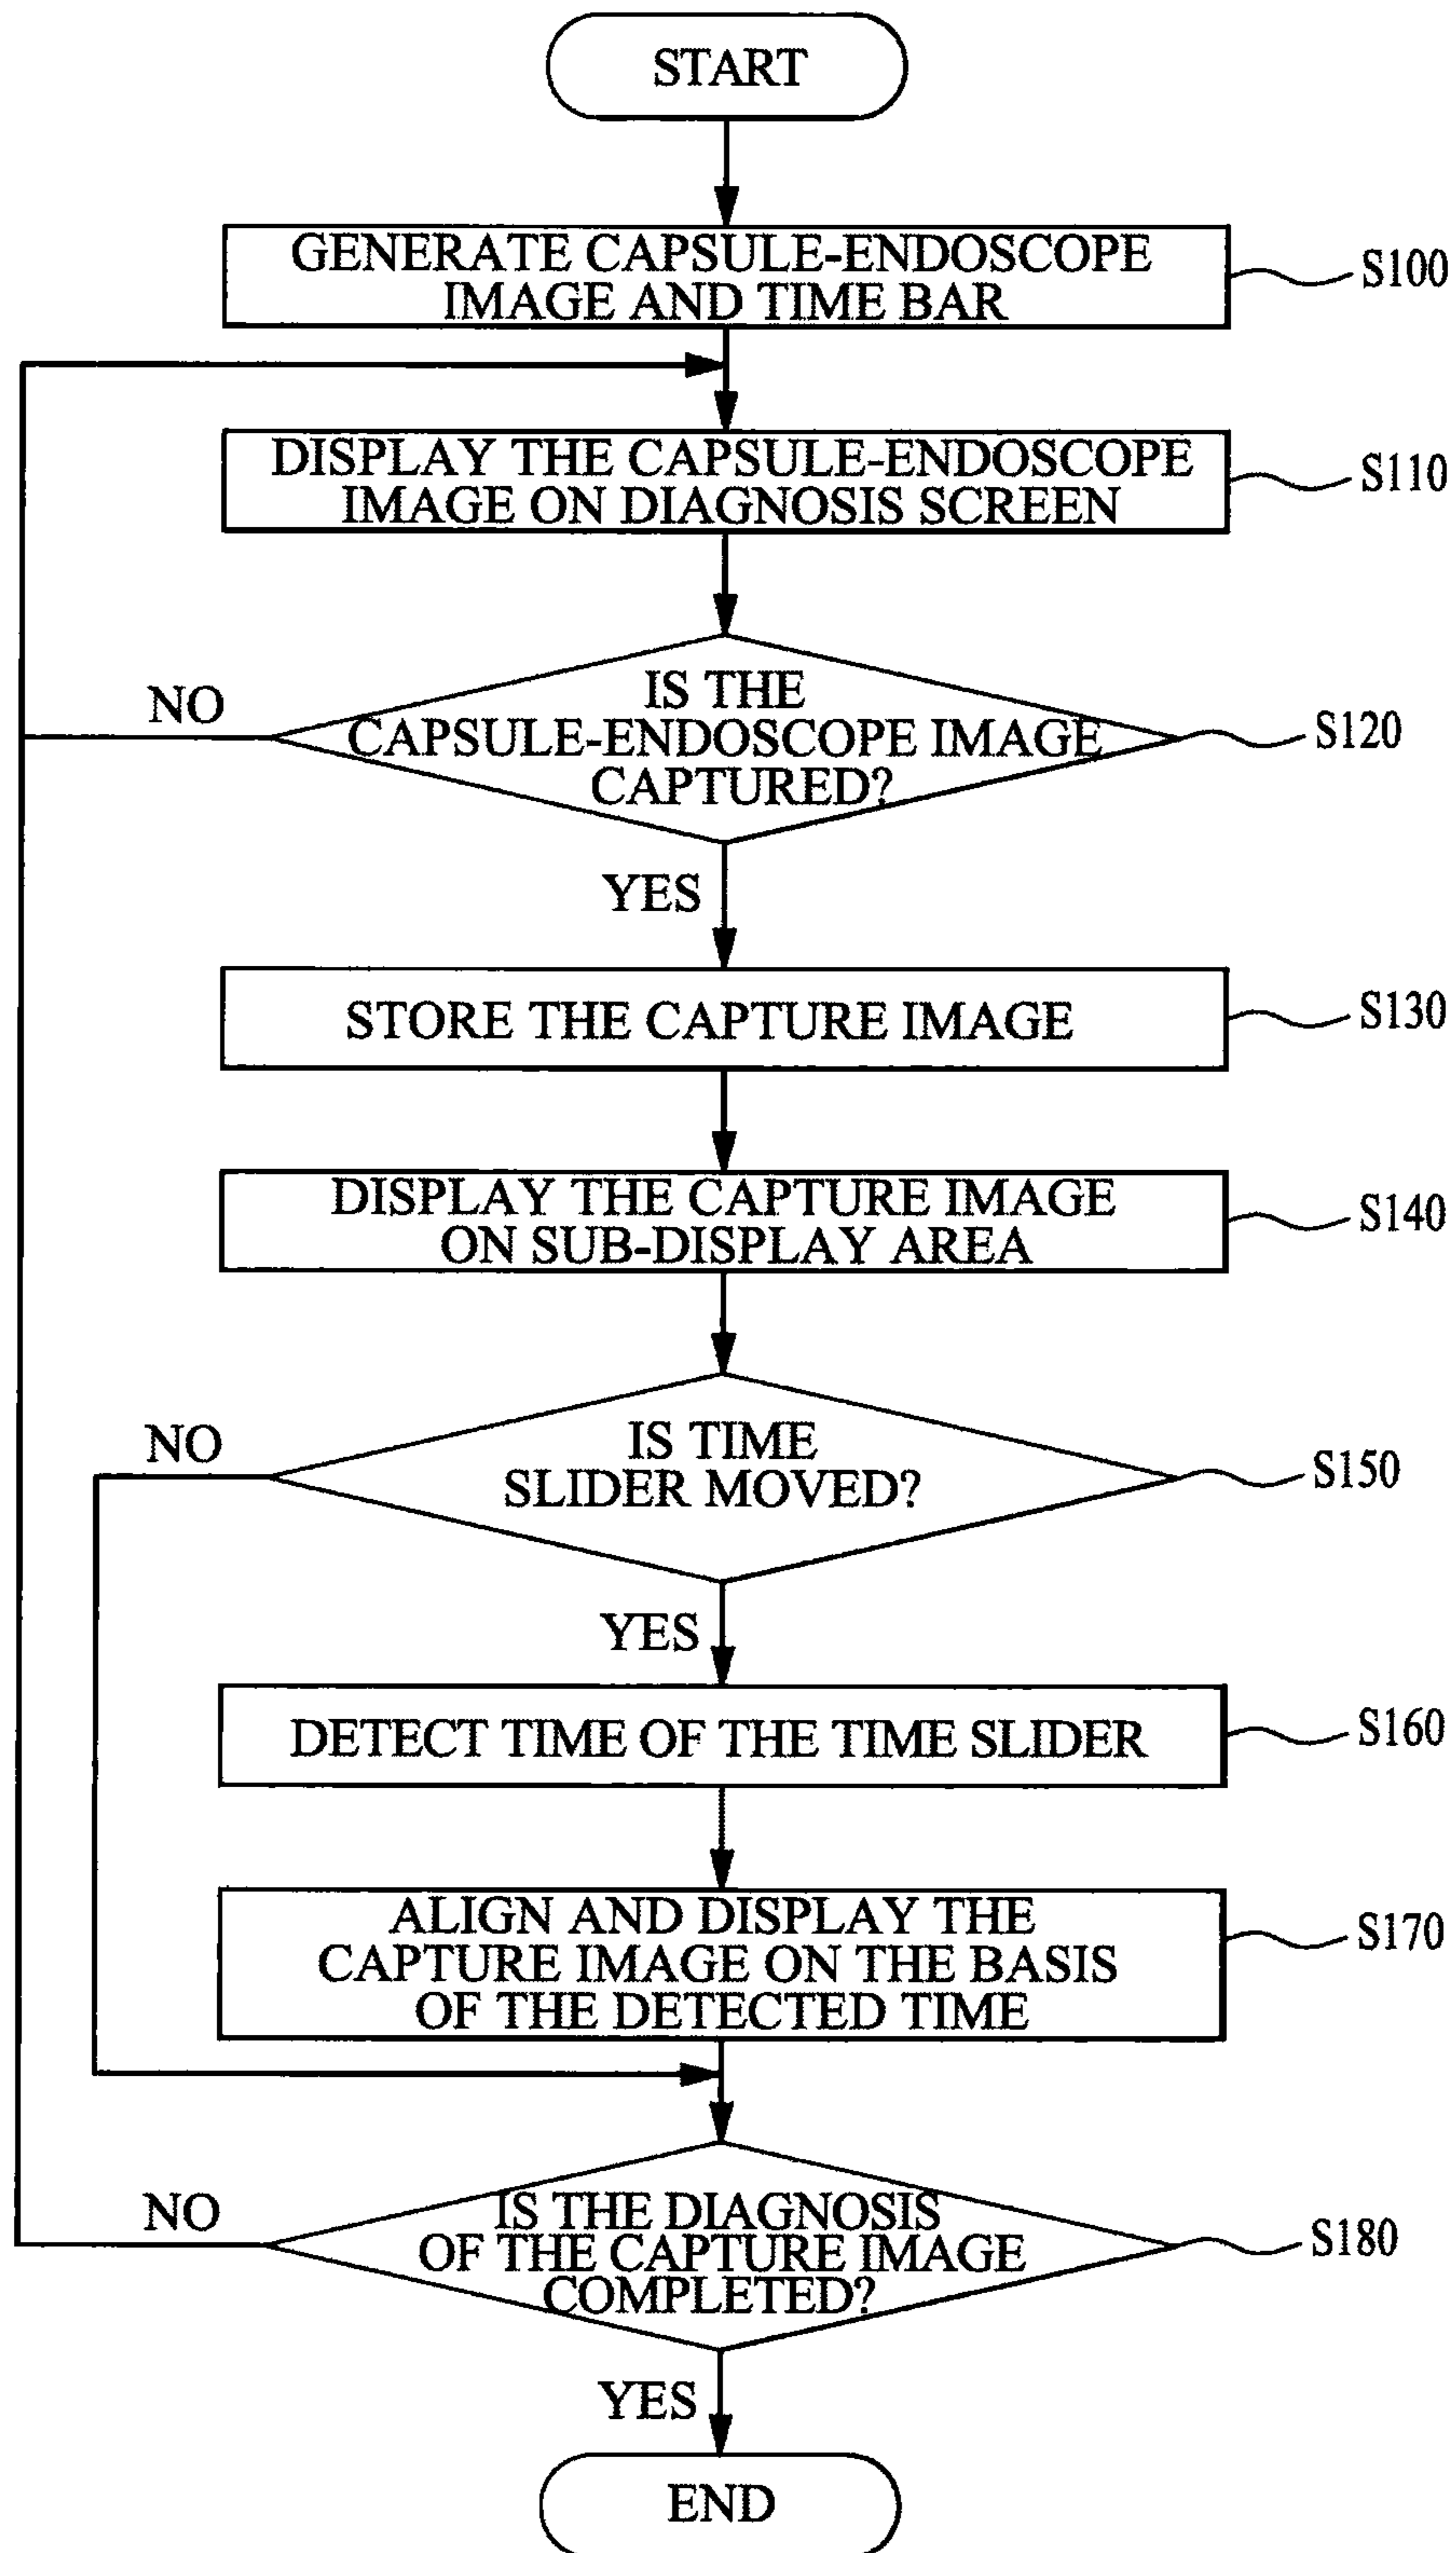 START
GENERATE CAPSULE-ENDOSCOPE
IMAGE AND TIME BAR
S100
DISPLAY THE CAPSULE-ENDOSCOPE
IMAGE ON DIAGNOSIS SCREEN
S110
IS THE
CAPSULE-ENDOSCOPE IMAGE
CAPTURED?
NO
S120
YES
STORE THE CAPTURE IMAGE
S130
DISPLAY THE CAPTURE IMAGE
ON SUB-DISPLAY AREA
S140
IS TIME
SLIDER MOVED?
NO
S150
YES
DETECT TIME OF THE TIME SLIDER
S160
ALIGN AND DISPLAY THE
CAPTURE IMAGE ON THE BASIS
OF THE DETECTED TIME
S170
IS THE DIAGNOSIS
OF THE CAPTURE IMAGE
COMPLETED?
NO
S180
YES
END